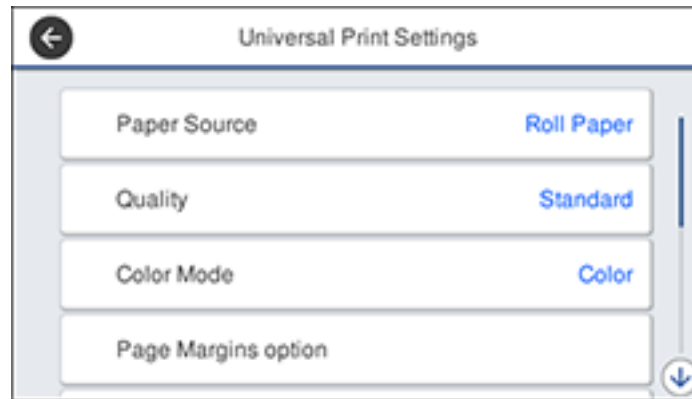 Universal Print Settings
Paper Source Roll Paper
Quality Standard
Color Mode Color
Page Margins option